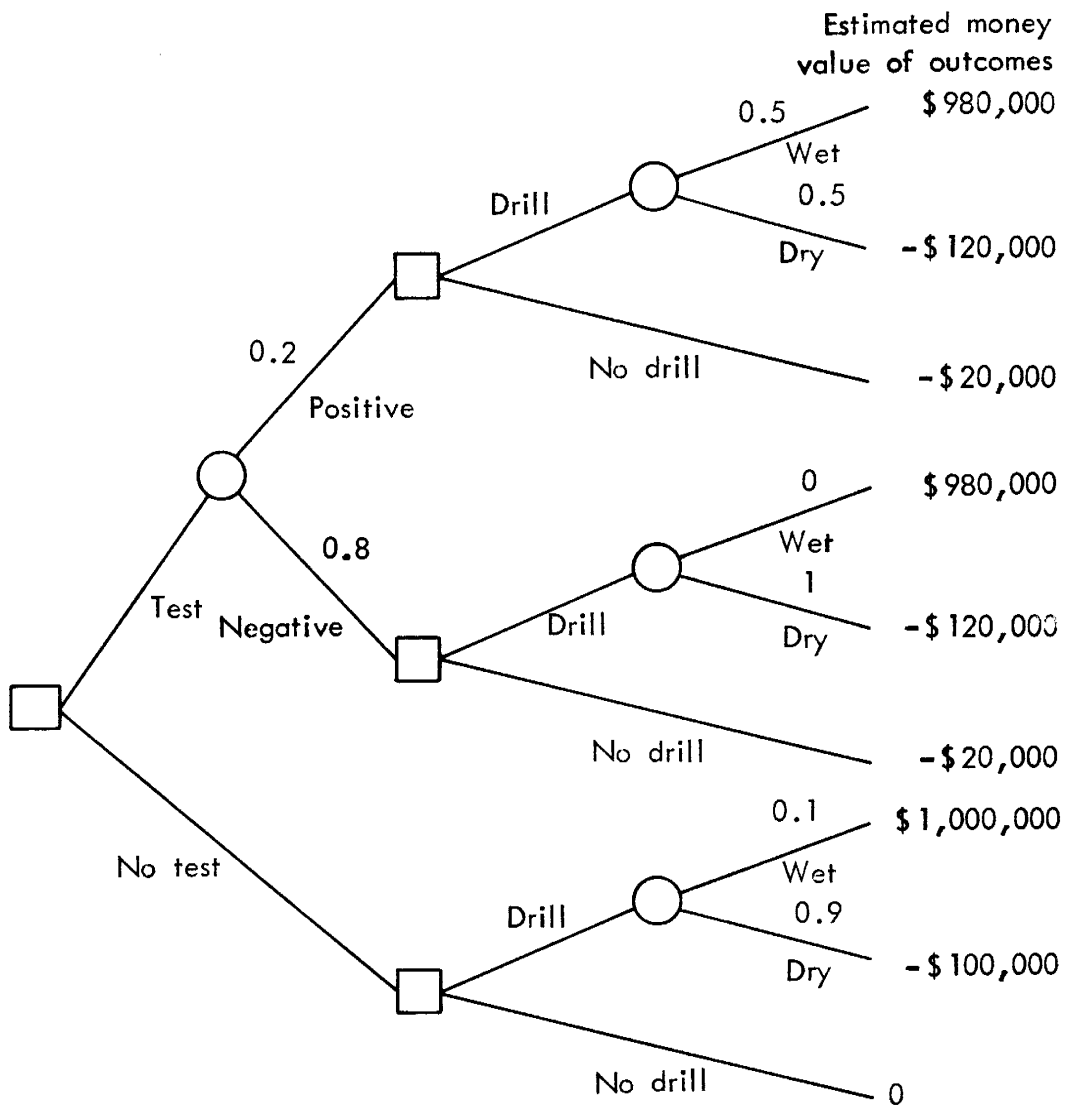 Estimated money
value of outcomes
0.5
$980,000
Wet
0.5
Drill
Dry
-$120,000
0.2
No drill
-$20,000
Positive
0
$980,000
0.8
Wet
1
Test
Negative
Drill
Dry
-$120,000
No drill
-$20,000
0.1
$1,000,000
No test
Wet
Drill
0.9
Dry
-$100,000
No drill
0